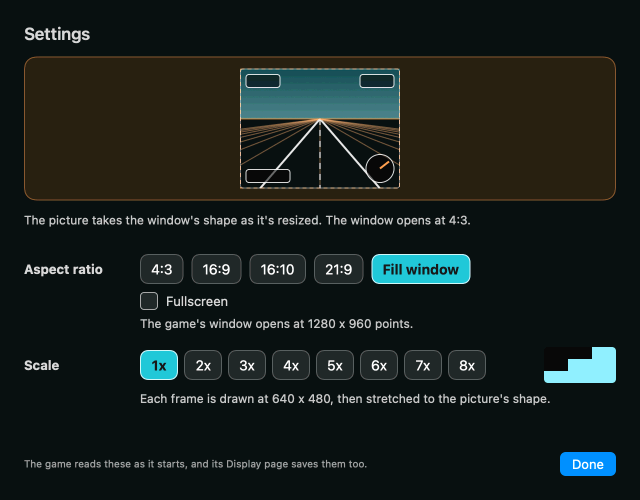 Settings
The picture takes the window's shape as it's resized. The window opens at 4:3.
Aspect ratio 4:3 16:9 16:10 21:9 Fill window
Fullscreen
The game's window opens at 1280 x 960 points.
Scale 1x 2x 3x 4x 5x 6x 7x 8x
Each frame is drawn at 640 x 480, then stretched to the picture's shape.
The game reads these as it starts, and its Display page saves them too. Done